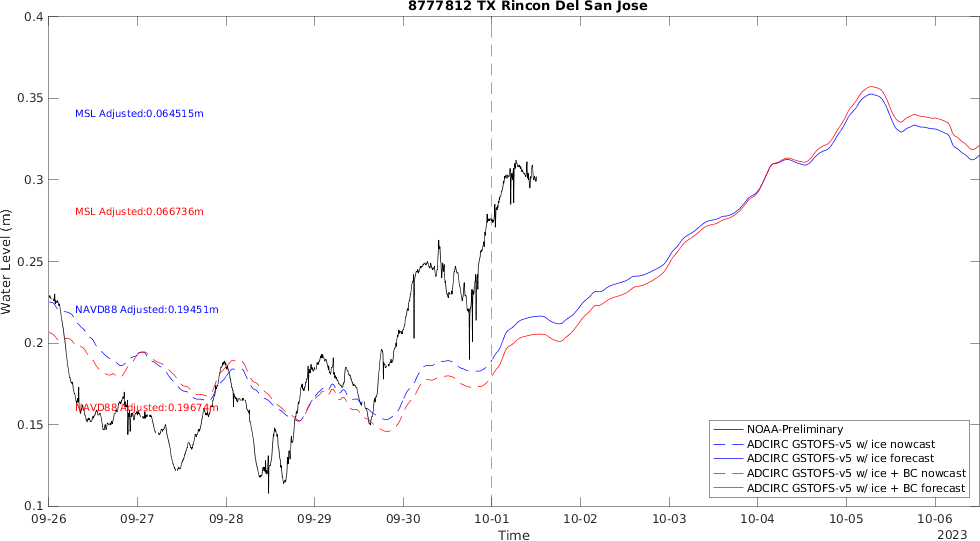 8777812 TX Rincon Del San Jose
0.4
0.35
MSL Adjusted:0.064515m
0.3
MSL Adjusted:0.066736m
Water Level (m)
0.25
NAVD88 Adjusted:0.19451m
0.2
NAVD88 Adjusted:0.19674m
0.15
NOAA-Preliminary
ADCIRC GSTOFS-v5 w/ ice nowcast
ADCIRC GSTOFS-v5 w/ ice forecast
ADCIRC GSTOFS-v5 w/ ice + BC nowcast
ADCIRC GSTOFS-v5 w/ ice + BC forecast
0.1
09-26 09-27 09-28 09-29 09-30 10-01 10-02 10-03 10-04 10-05 10-06
Time
2023